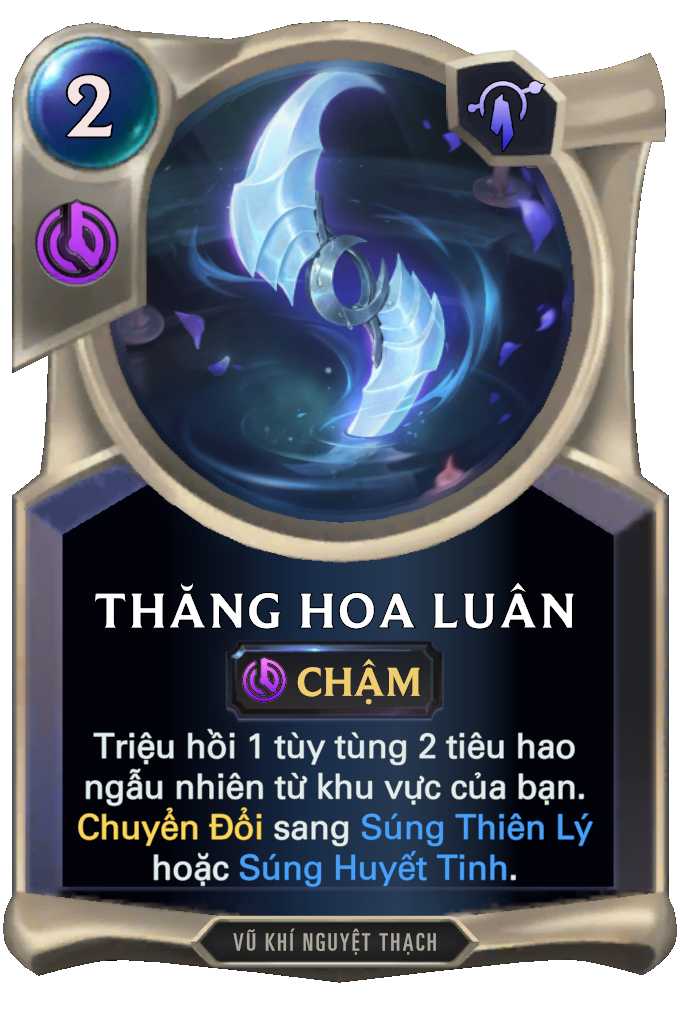 2
THĂNG HOA LUÂN
CHẬM
Triệu hồi 1 tùy tùng 2 tiêu hao
ngẫu nhiên từ khu vực của bạn.
Chuyển Đổi sang Súng Thiên Lý
hoặc Súng Huyết Tinh.
VŨ KHÍ NGUYỆT THẠCH